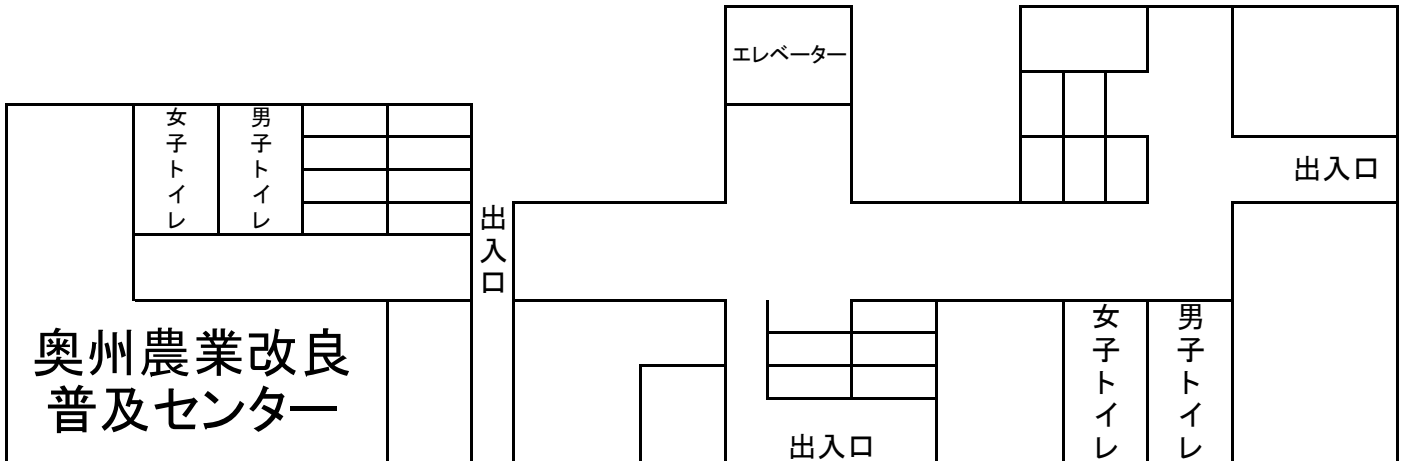 エレベーター
女子トイレ
男子トイレ
出入口
出入口
奥州農業改良
普及センター
女子トイレ
男子トイレ
出入口